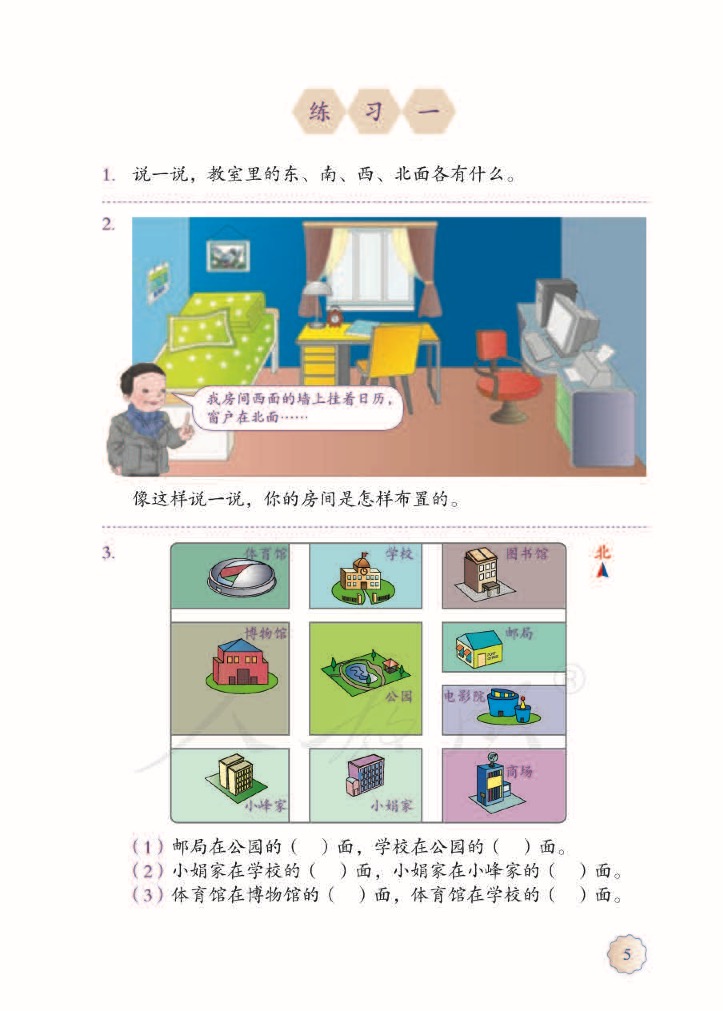 练习一
1. 说一说，教室里的东、南、西、北面各有什么。
2.
我房间西面的墙上挂着日历，
窗户在北面……
像这样说一说，你的房间是怎样布置的。
3.
北
体育馆 学校 图书馆
博物馆 公园 邮局
电影院
小峰家 小娟家 商场
（1）邮局在公园的（ ）面，学校在公园的（ ）面。
（2）小娟家在学校的（ ）面，小娟家在小峰家的（ ）面。
（3）体育馆在博物馆的（ ）面，体育馆在学校的（ ）面。
5